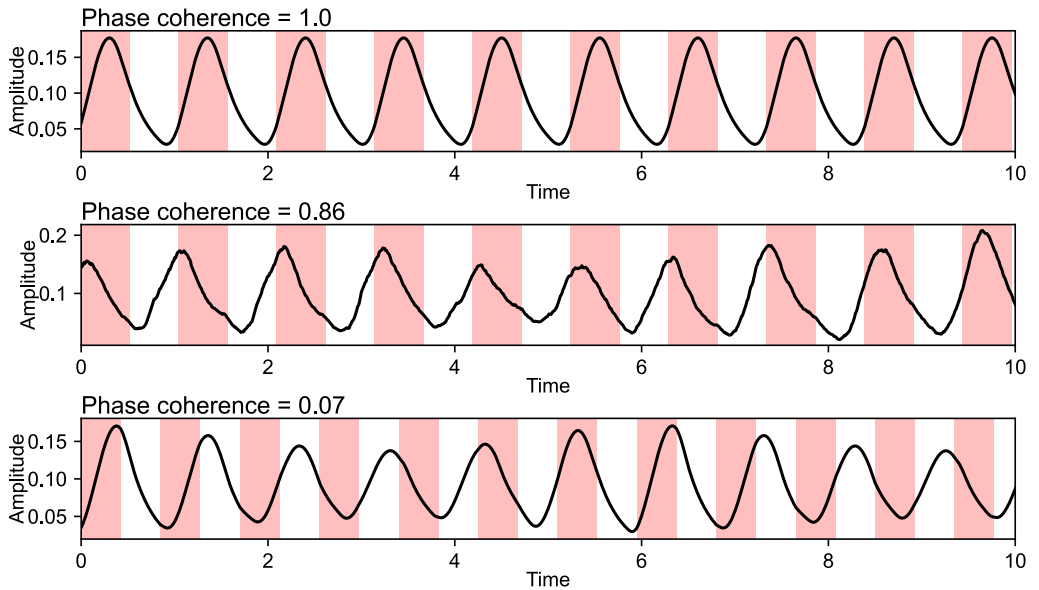 Phase coherence = 1.0
Amplitude
0.15
0.10
0.05
0 2 4 6 8 10
Time
Phase coherence = 0.86
Amplitude
0.2
0.1
0 2 4 6 8 10
Time
Phase coherence = 0.07
Amplitude
0.15
0.10
0.05
0 2 4 6 8 10
Time